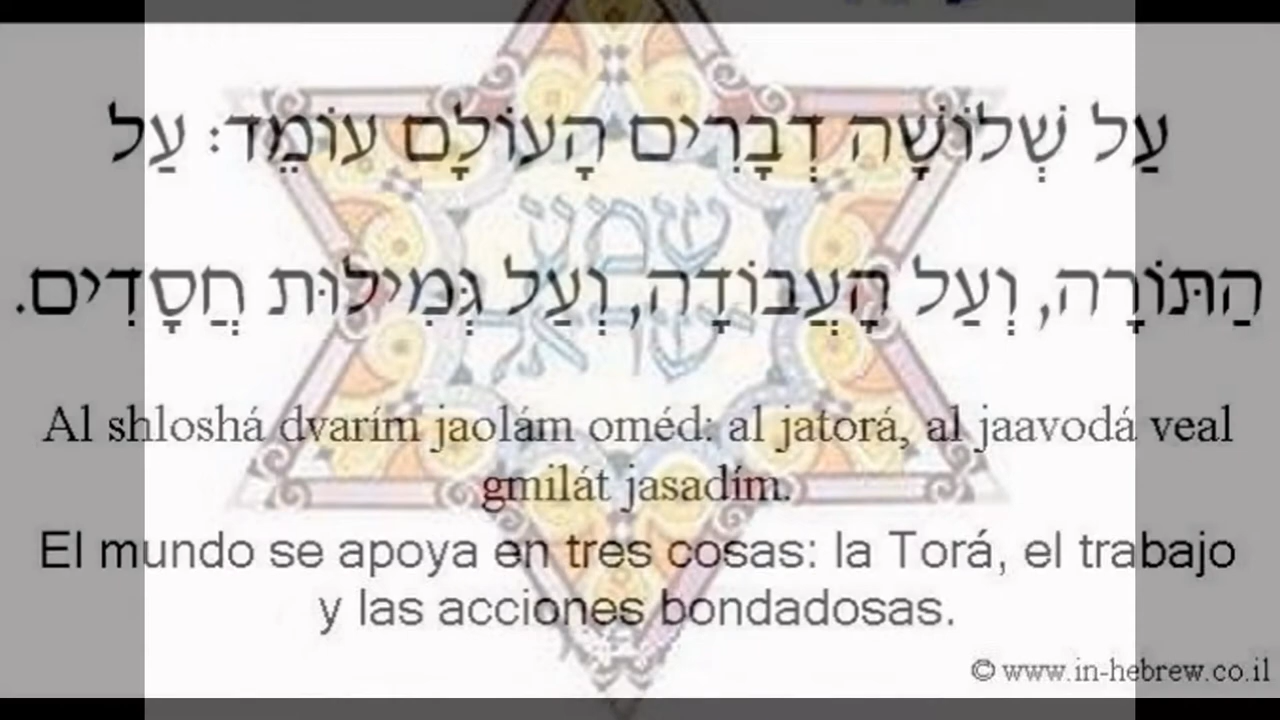 עַל שְׁלוֹשָׁה דְּבָרִים הָעוֹלָם עוֹמֵד: עַל
שמע
ישראל
הַתּוֹרָה, וְעַל הָעֲבוֹדָה, וְעַל גְּמִילוּת חֲסָדִים.
Al shloshá dvarím jaolám oméd: al jatorá, al jaavodá veal
gmilát jasadím.
El mundo se apoya en tres cosas: la Torá, el trabajo
y las acciones bondadosas.
© www.in-hebrew.co.il